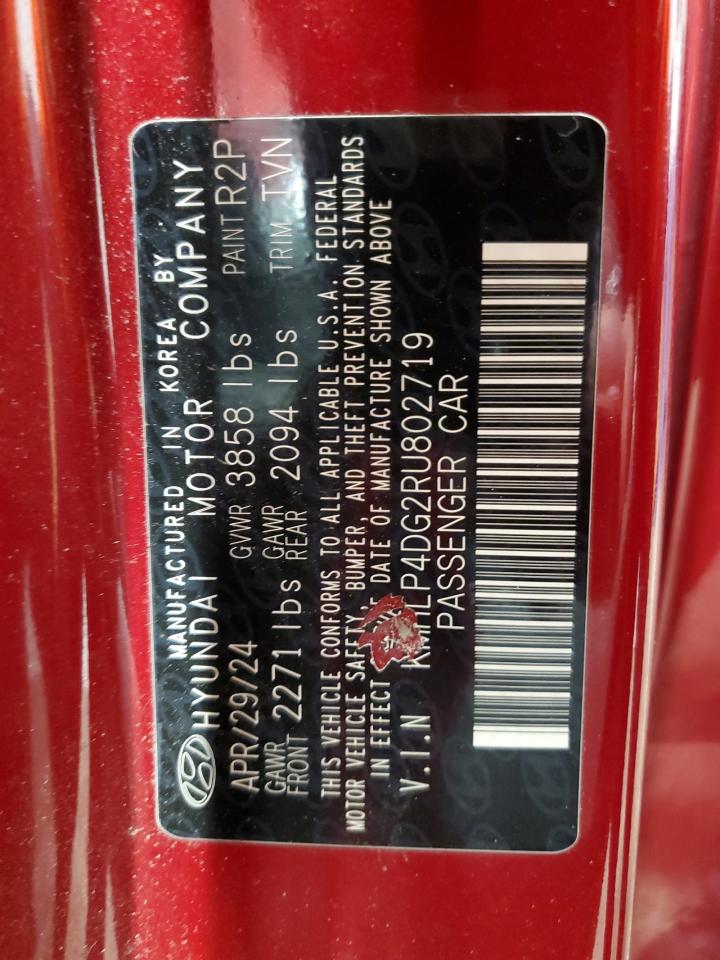 MANUFACTURED IN KOREA BY
HYUNDAI MOTOR COMPANY
APR/29/24 GVWR 3858 lbs PAINT R2P
GAWR FRONT 2271 lbs GAWR REAR 2094 lbs TRIM TVN
THIS VEHICLE CONFORMS TO ALL APPLICABLE U.S.A. FEDERAL
MOTOR VEHICLE SAFETY, BUMPER, AND THEFT PREVENTION STANDARDS
IN EFFECT DATE OF MANUFACTURE SHOWN ABOVE
V.I.N KMHLP4DG2RU802719
PASSENGER CAR